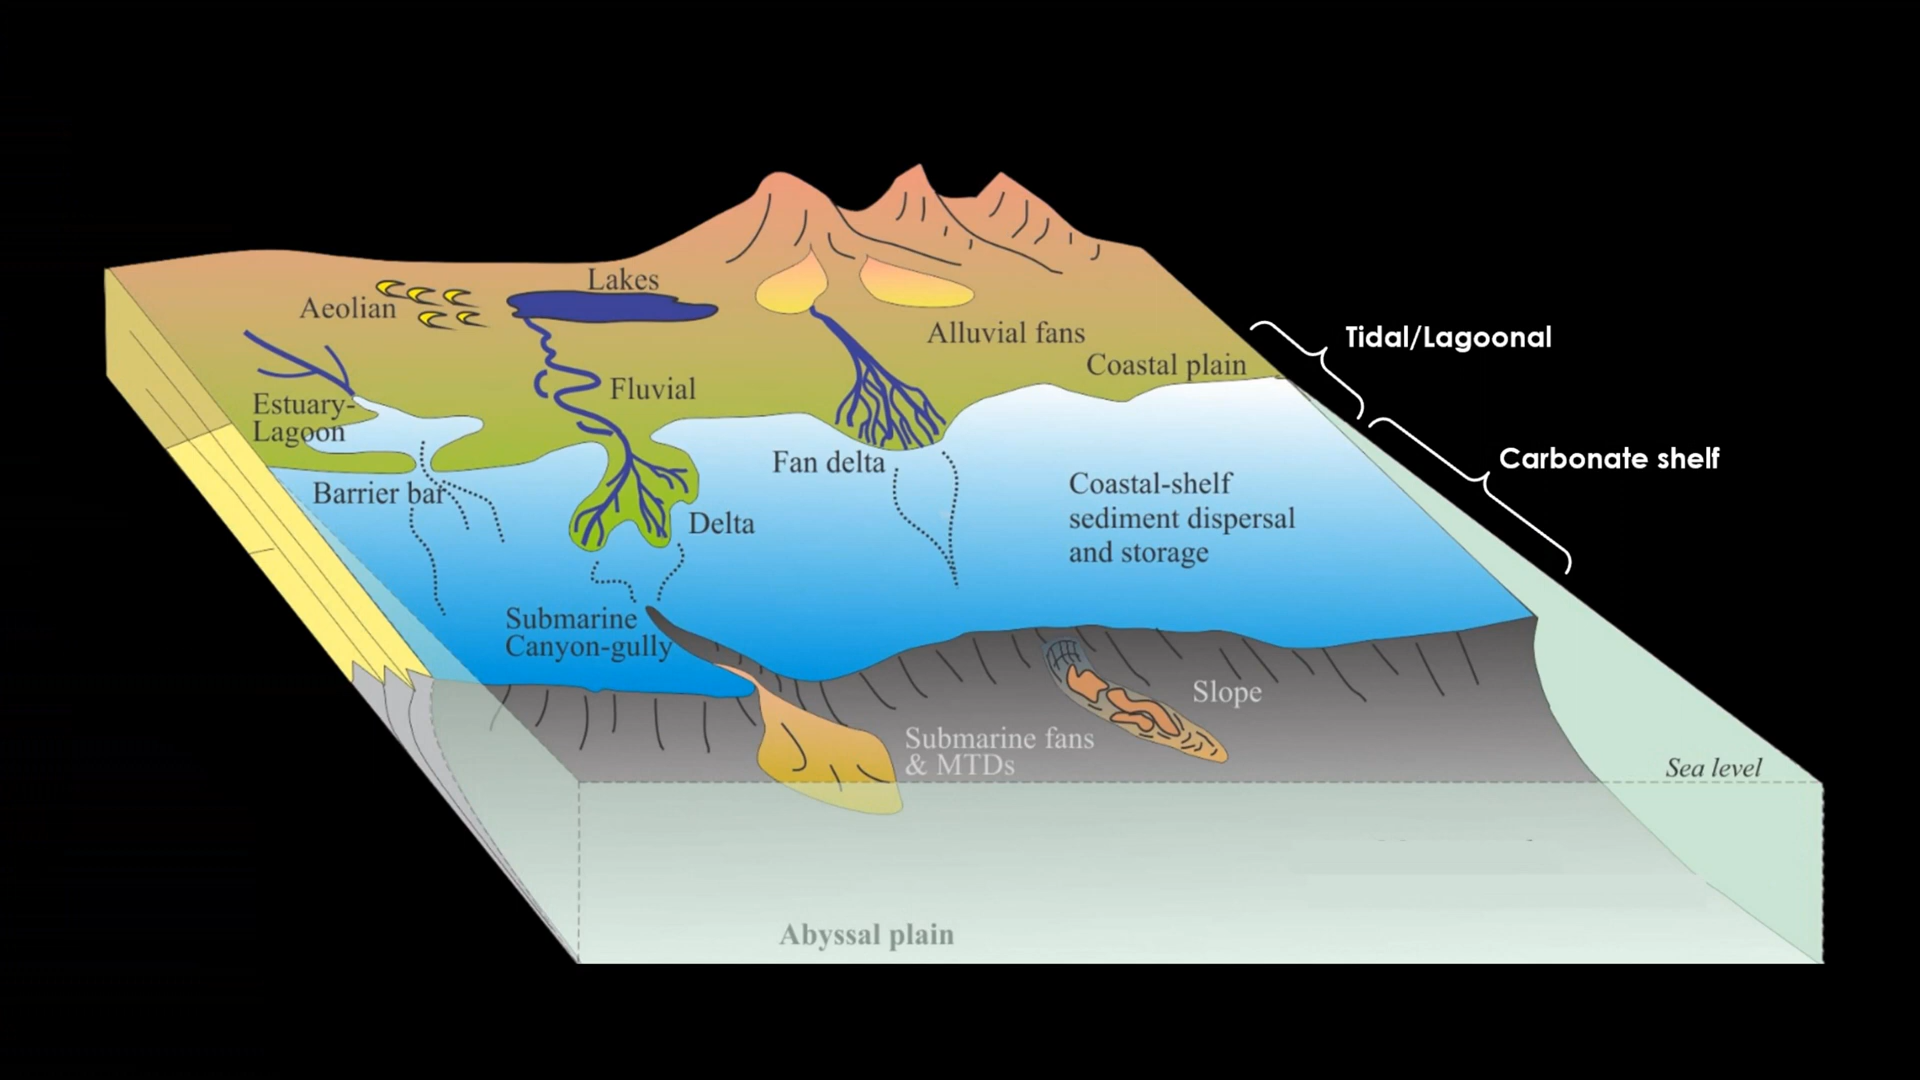 Lakes
Aeolian
Alluvial fans
Tidal/Lagoonal
Coastal plain
Fluvial
Estuary-
Lagoon
Carbonate shelf
Fan delta
Barrier bar
Coastal-shelf
sediment dispersal
and storage
Delta
Submarine
Canyon-gully
Slope
Submarine fans
& MTDs
Sea level
Abyssal plain